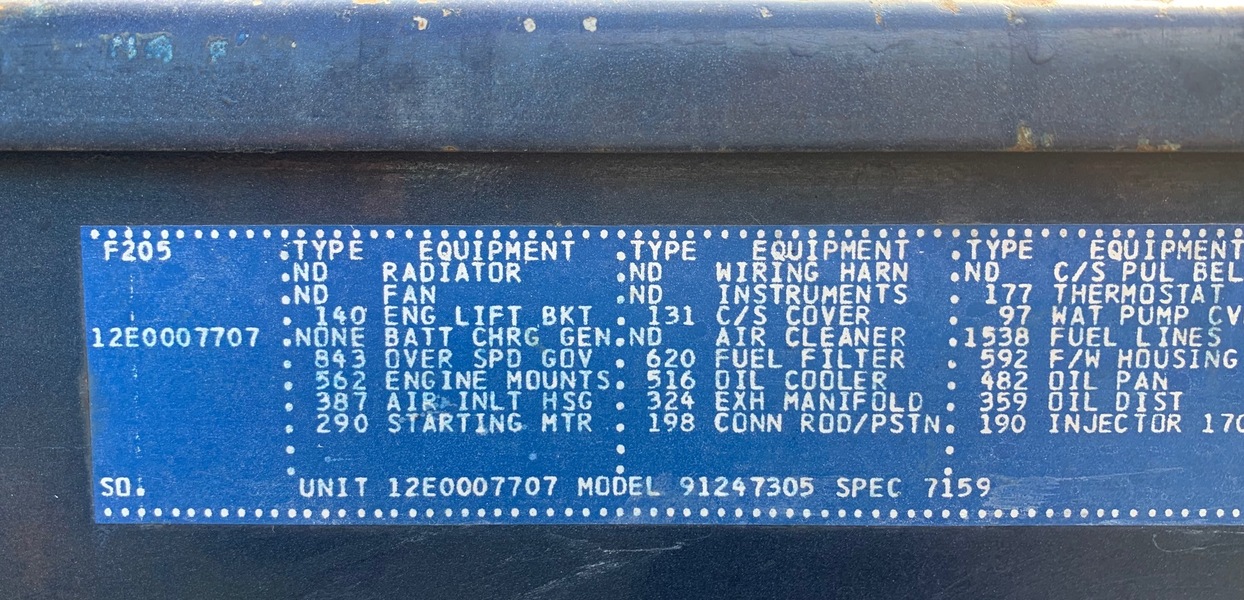 F205 .TYPE EQUIPMENT .TYPE EQUIPMENT .TYPE EQUIPMENT
.ND RADIATOR .ND WIRING HARN .ND C/S PUL BEL
.ND FAN .ND INSTRUMENTS . 177 THERMOSTAT
. 140 ENG LIFT BKT . 131 C/S COVER . 97 WAT PUMP CV
12E0007707 .NONE BATT CHRG GEN.ND AIR CLEANER .1538 FUEL LINES
. 843 OVER SPD GOV . 620 FUEL FILTER . 592 F/W HOUSING
. 562 ENGINE MOUNTS. 516 OIL COOLER . 482 OIL PAN
. 387 AIR INLT HSG . 324 EXH MANIFOLD. 359 OIL DIST
. 290 STARTING MTR . 198 CONN ROD/PSTN. 190 INJECTOR 170
SO. UNIT 12E0007707 MODEL 91247305 SPEC 7159